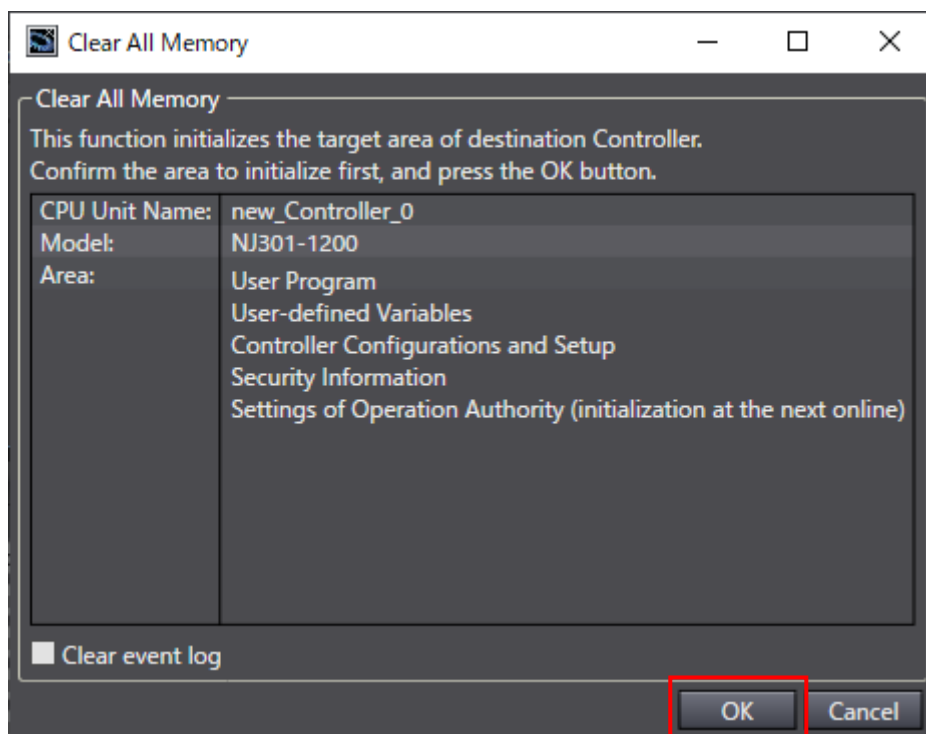 Clear All Memory
Clear All Memory
This function initializes the target area of destination Controller.
Confirm the area to initialize first, and press the OK button.
CPU Unit Name: new_Controller_0
Model: NJ301-1200
Area: User Program
User-defined Variables
Controller Configurations and Setup
Security Information
Settings of Operation Authority (initialization at the next online)
Clear event log
OK Cancel